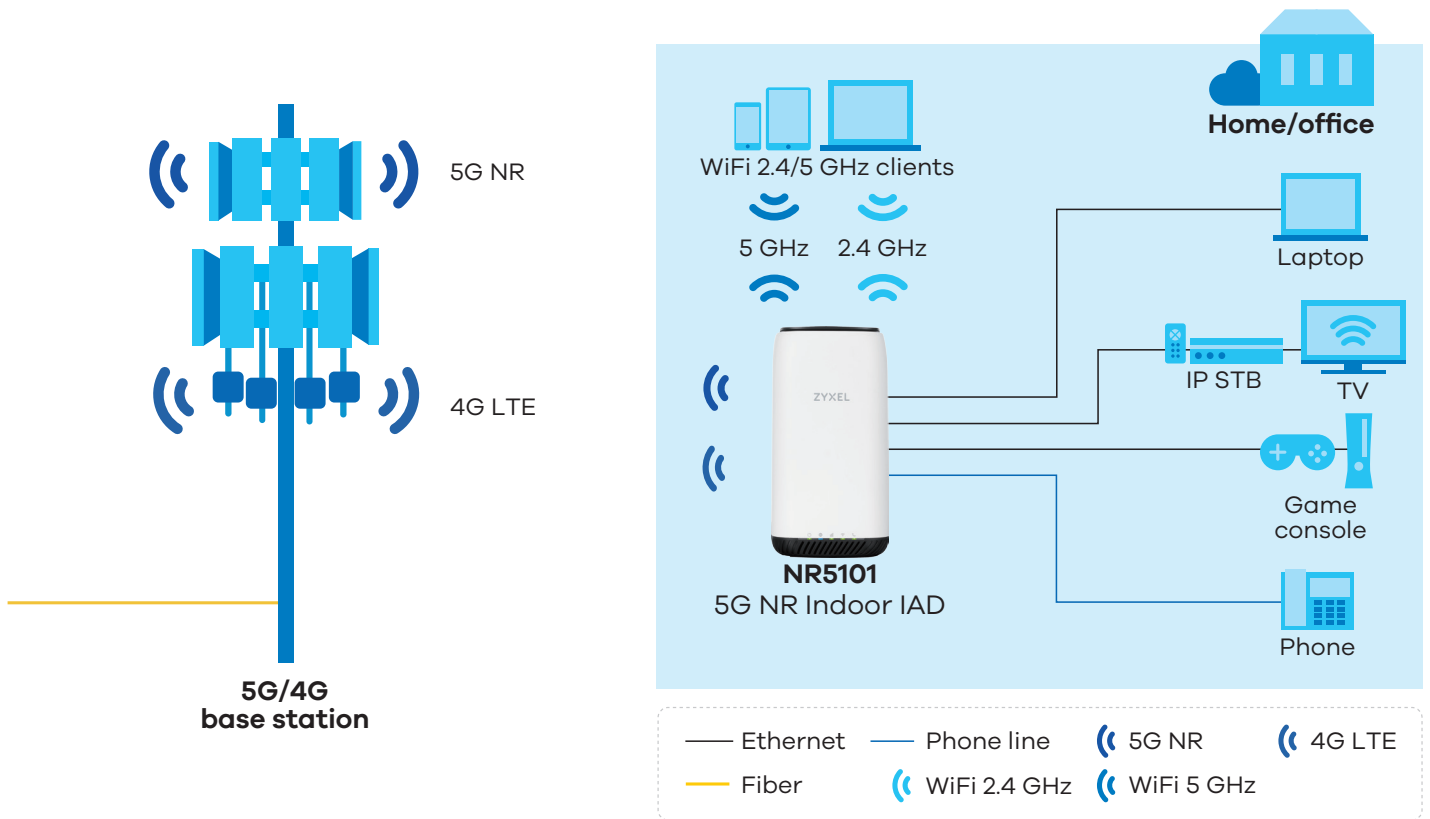 5G NR
4G LTE
5G/4G
base station
Home/office
WiFi 2.4/5 GHz clients
5 GHz
2.4 GHz
ZYXEL
NR5101
5G NR Indoor IAD
Laptop
IP STB
TV
Game
console
Phone
Ethernet
Phone line
5G NR
4G LTE
Fiber
WiFi 2.4 GHz
WiFi 5 GHz